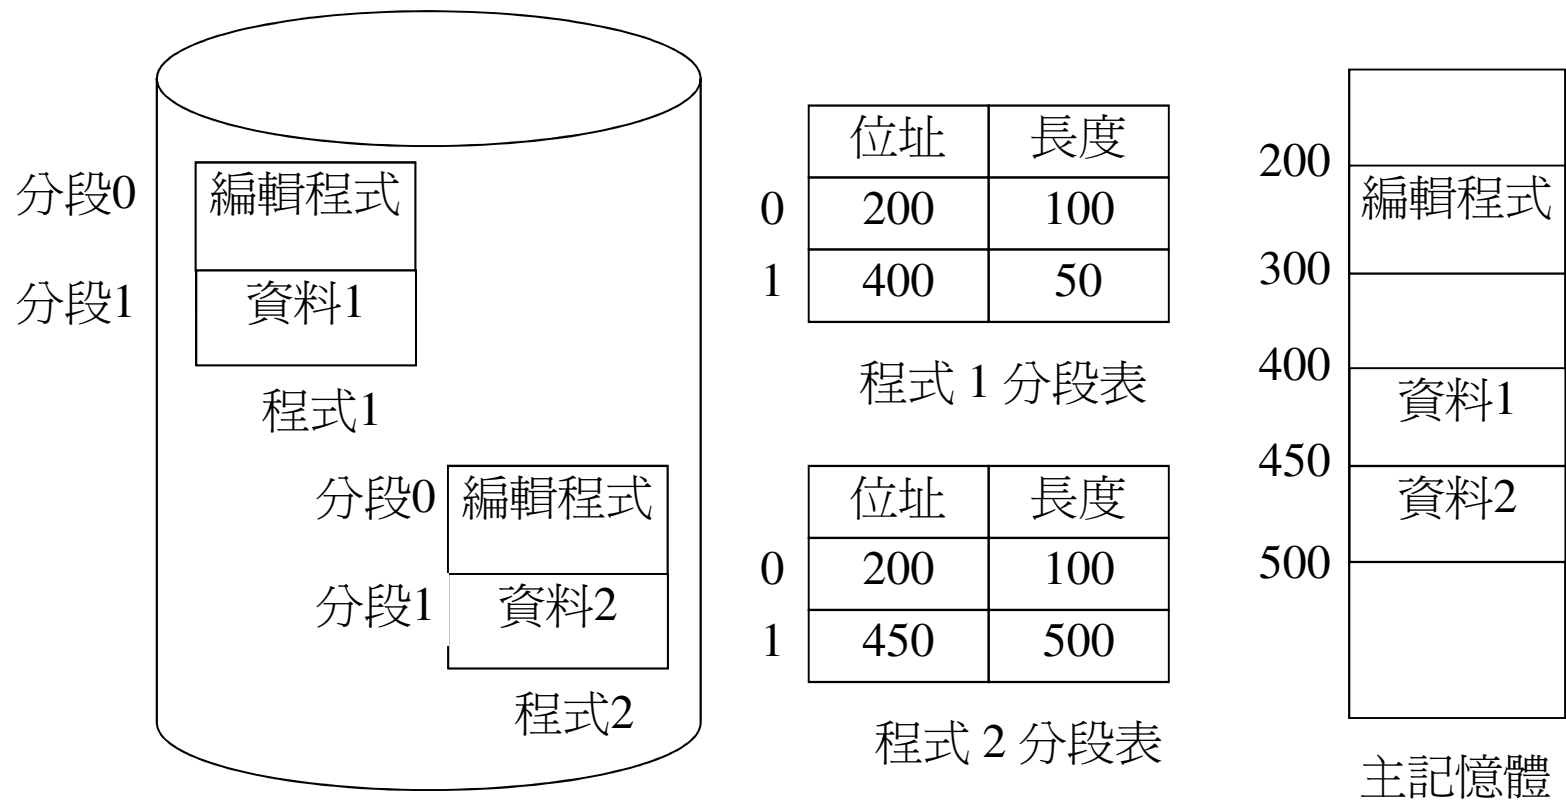 分段0
編輯程式
分段1
資料1
程式1
分段0
編輯程式
分段1
資料2
程式2
位址 長度
0 200 100
1 400 50
程式 1 分段表
位址 長度
0 200 100
1 450 500
程式 2 分段表
200
編輯程式
300
400
資料1
450
資料2
500
主記憶體